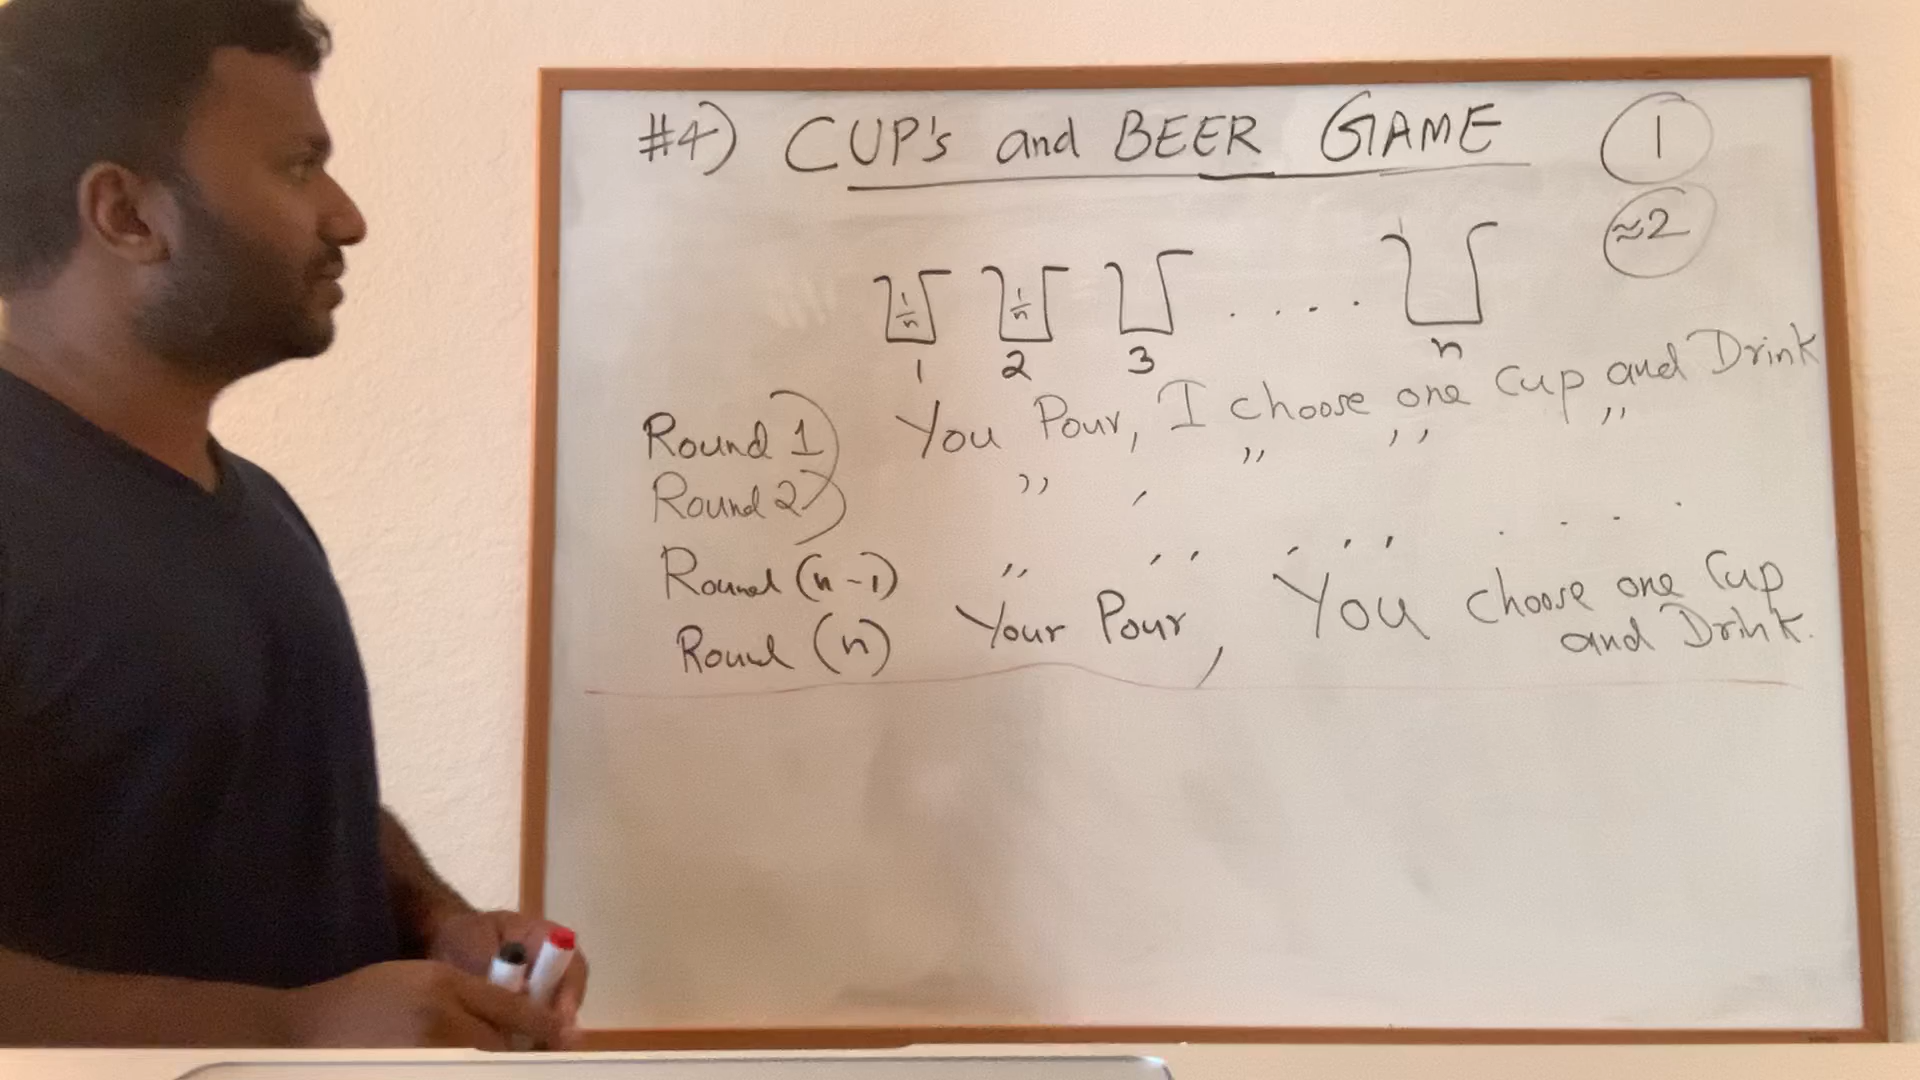 #4) CUP's and BEER GAME 1
≈2
1/n 1/n . . . .
1 2 3 n
Round 1 You Pour, I choose one Cup and Drink
Round 2 ,, ,, ,, ,,
Round (n-1) ,, ,, , , , . . . .
Round (n) Your Pour, You choose one Cup
and Drink.